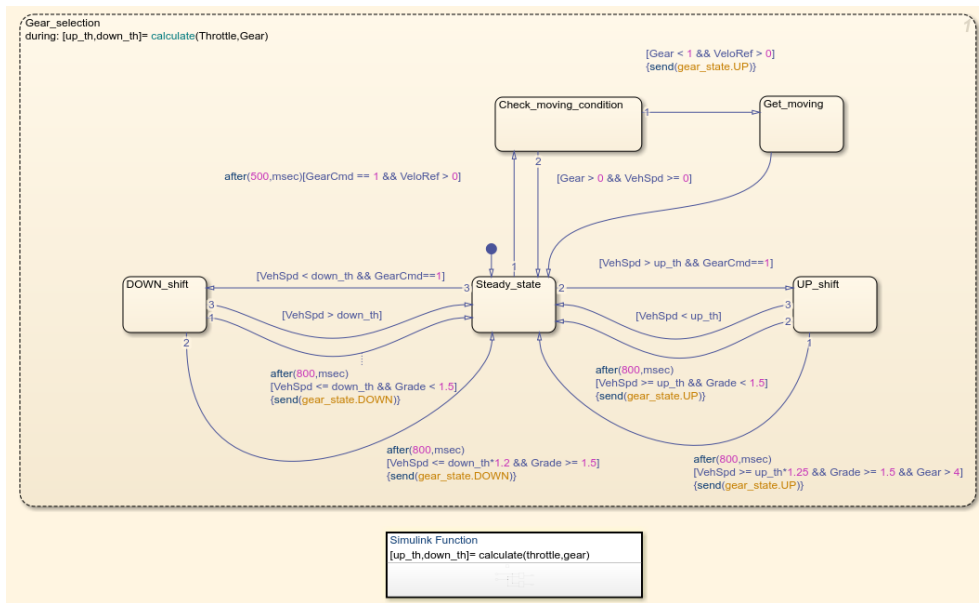 Gear_selection
1
during: [up_th,down_th]= calculate(Throttle,Gear)
[Gear < 1 && VeloRef > 0]
{send(gear_state.UP)}
Check_moving_condition
1
Get_moving
2
after(500,msec)[GearCmd == 1 && VeloRef > 0]
[Gear > 0 && VehSpd >= 0]
[VehSpd > up_th && GearCmd==1]
1
[VehSpd < down_th && GearCmd==1]
DOWN_shift
3
Steady_state
2
UP_shift
3
[VehSpd > down_th]
[VehSpd < up_th]
3
1
2
2
1
after(800,msec)
[VehSpd <= down_th && Grade < 1.5]
{send(gear_state.DOWN)}
after(800,msec)
[VehSpd >= up_th && Grade < 1.5]
{send(gear_state.UP)}
after(800,msec)
[VehSpd <= down_th*1.2 && Grade >= 1.5]
{send(gear_state.DOWN)}
after(800,msec)
[VehSpd >= up_th*1.25 && Grade >= 1.5 && Gear > 4]
{send(gear_state.UP)}
Simulink Function
[up_th,down_th]= calculate(throttle,gear)